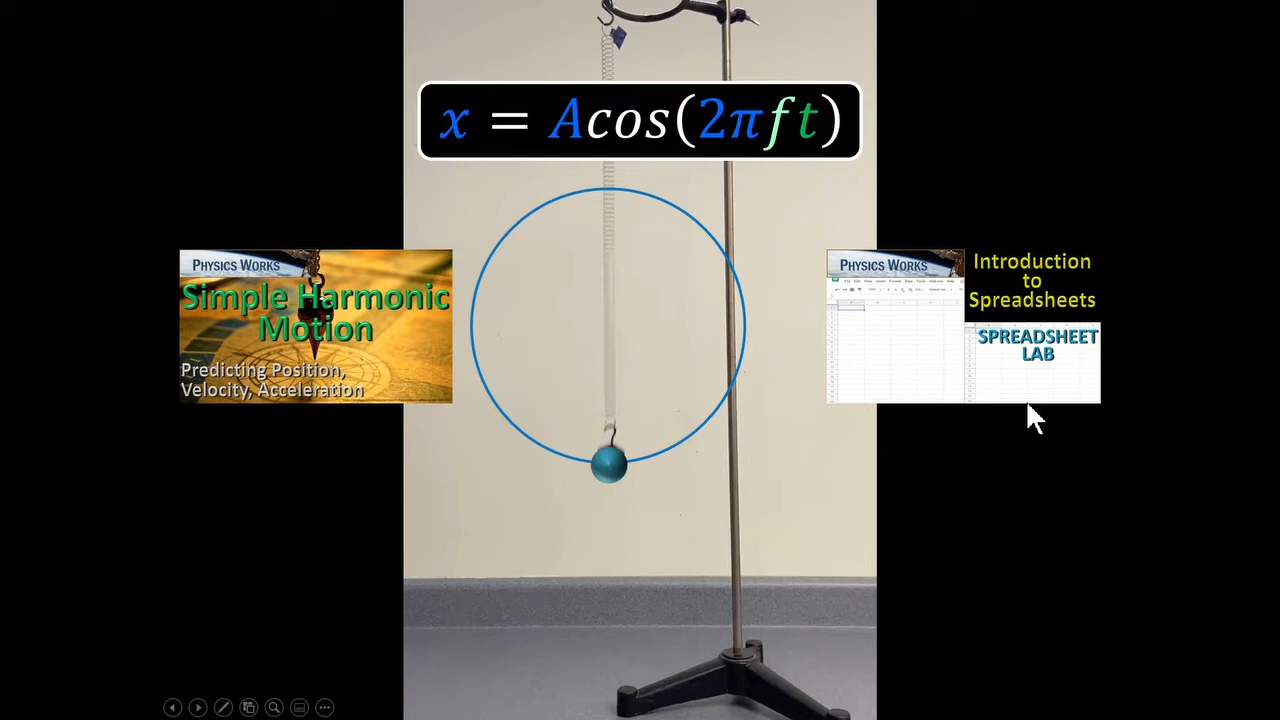 x = Acos(2πft)
PHYSICS WORKS
Simple Harmonic
Motion
Predicting Position,
Velocity, Acceleration
PHYSICS WORKS
Introduction
to
Spreadsheets
SPREADSHEET
LAB